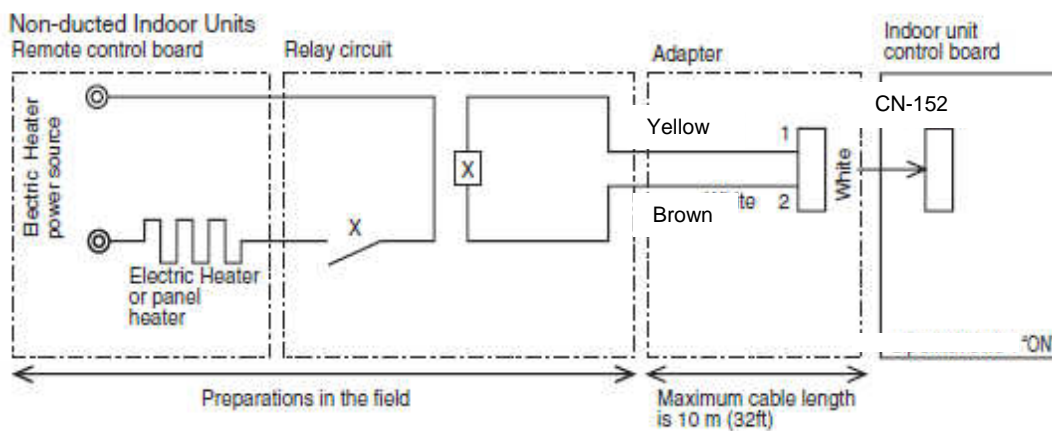 Non-ducted Indoor Units
Remote control board
Relay circuit
Adapter
Indoor unit
control board
Electric Heater
power source
Electric Heater
or panel
heater
X
X
Yellow
Brown
1
2
White
CN-152
"ON
Preparations in the field
Maximum cable length
is 10 m (32ft)